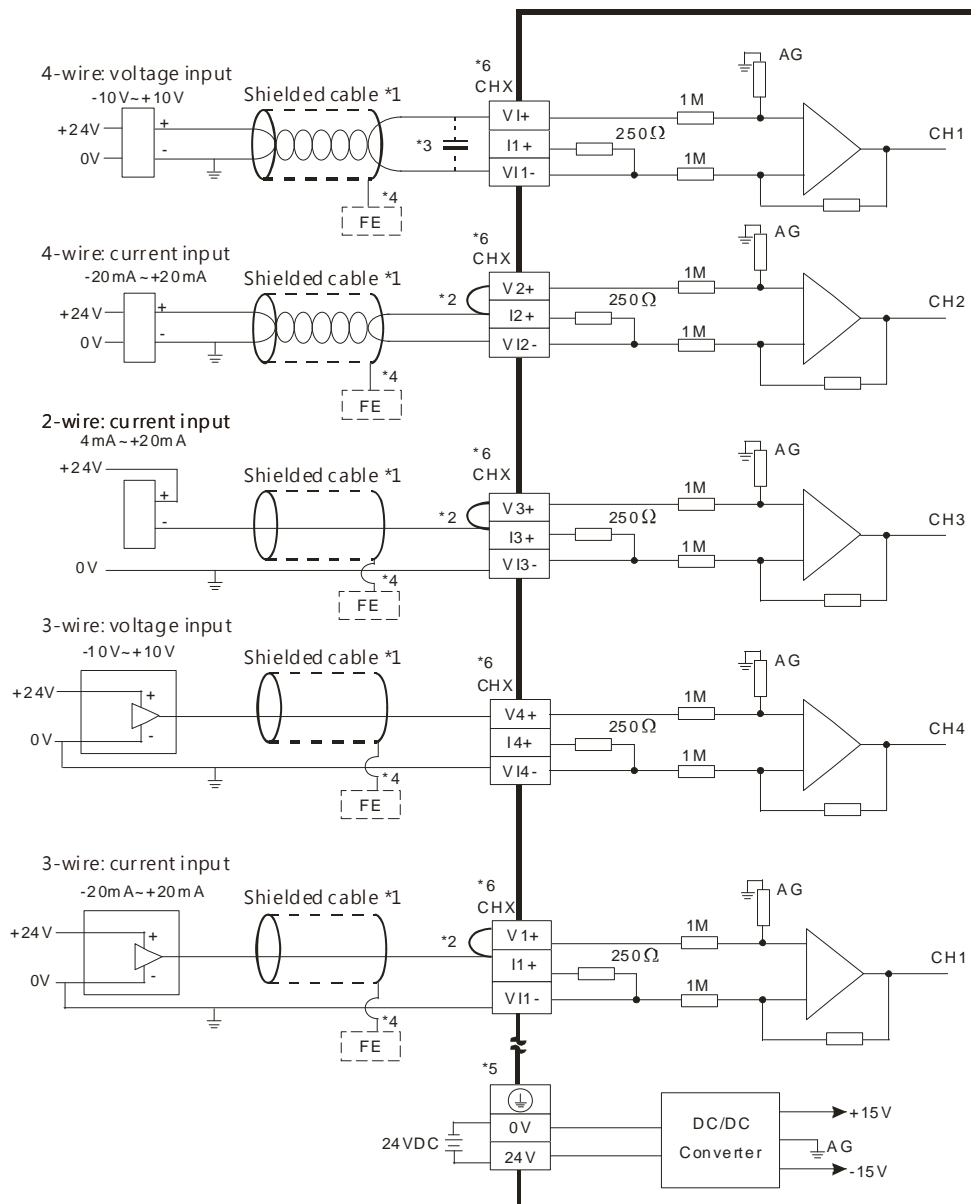 4-wire: voltage input
-10V~+10V
+24V
0V
+
-
Shielded cable *1
*3
*4
FE
*6
CHX
VI+
I1+
VI1-
250Ω
1M
1M
AG
CH1
4-wire: current input
-20mA~+20mA
+24V
0V
+
-
Shielded cable *1
*2
*4
FE
*6
CHX
V2+
I2+
VI2-
250Ω
1M
1M
AG
CH2
2-wire: current input
4mA~+20mA
+24V
+
-
0V
Shielded cable *1
*2
*4
FE
*6
CHX
V3+
I3+
VI3-
250Ω
1M
1M
AG
CH3
3-wire: voltage input
-10V~+10V
+24V
0V
+
-
Shielded cable *1
*4
FE
*6
CHX
V4+
I4+
VI4-
250Ω
1M
1M
AG
CH4
3-wire: current input
-20mA~+20mA
+24V
0V
+
-
Shielded cable *1
*2
*4
FE
*6
CHX
V1+
I1+
VI1-
250Ω
1M
1M
AG
CH1
*5
24VDC
0V
24V
DC/DC
Converter
+15V
AG
-15V